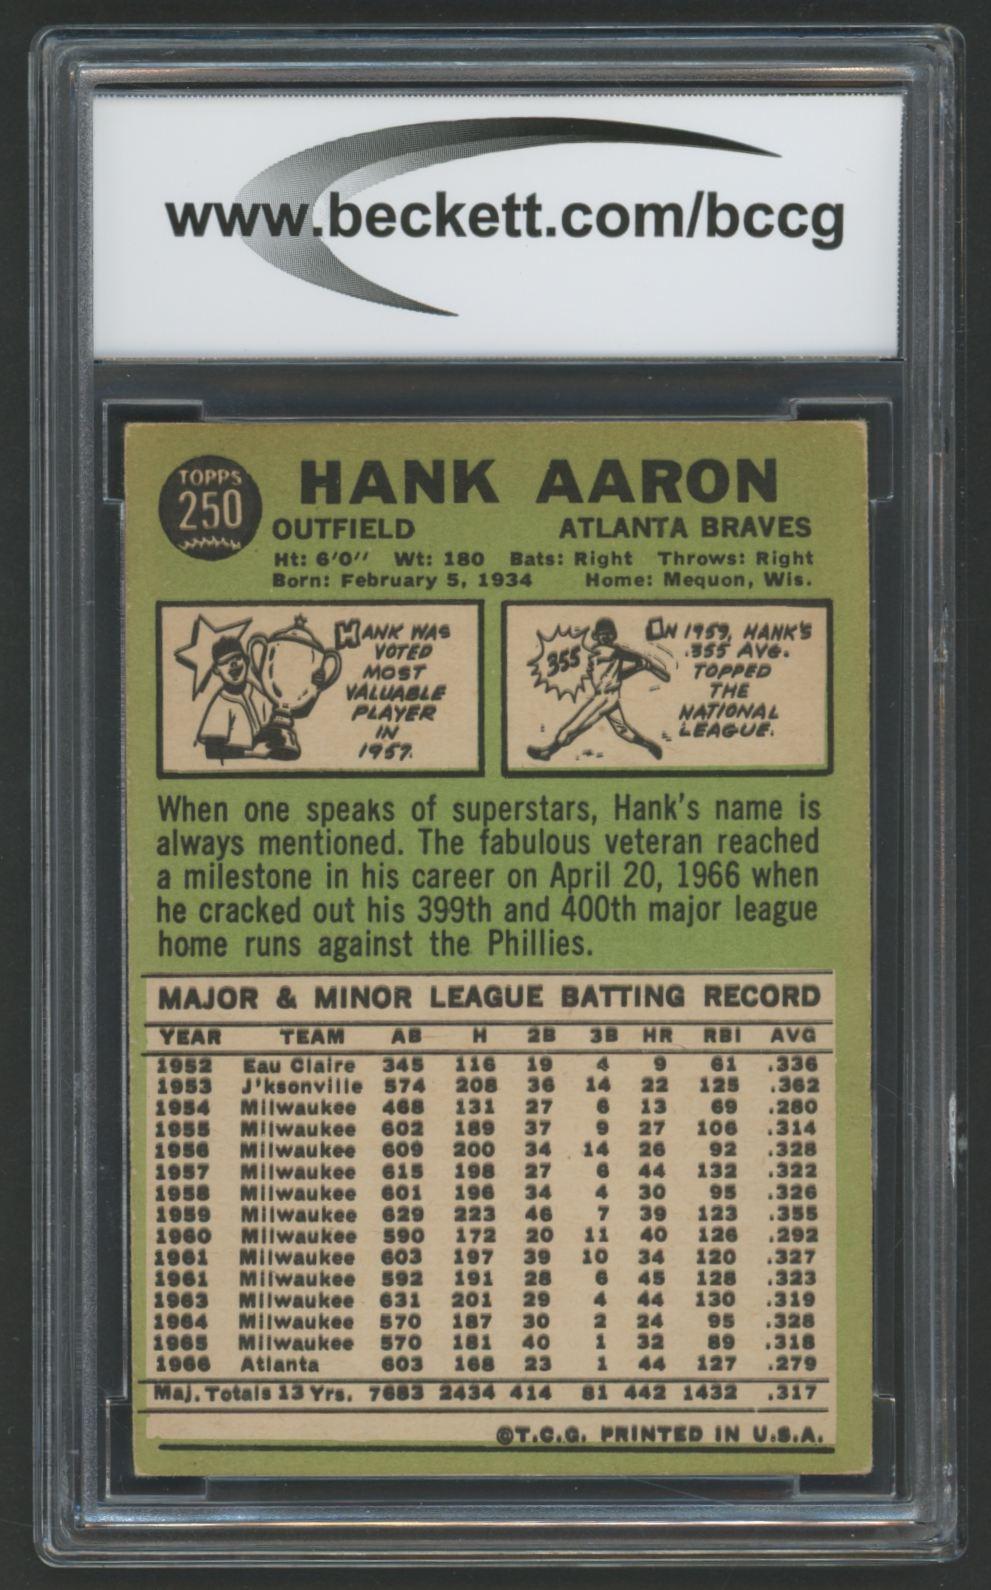 www.beckett.com/bccg
TOPPS
250
HANK AARON
OUTFIELD ATLANTA BRAVES
Ht: 6'0'' Wt: 180 Bats: Right Throws: Right
Born: February 5, 1934 Home: Mequon, Wis.
HANK WAS
VOTED
MOST
VALUABLE
PLAYER
IN
1957.
355
IN 1959, HANK'S
.355 AVG.
TOPPED
THE
NATIONAL
LEAGUE.
When one speaks of superstars, Hank's name is
always mentioned. The fabulous veteran reached
a milestone in his career on April 20, 1966 when
he cracked out his 399th and 400th major league
home runs against the Phillies.
MAJOR & MINOR LEAGUE BATTING RECORD
YEAR TEAM AB H 2B 3B HR RBI AVG
1952 Eau Claire 345 116 19 4 9 61 .336
1953 J'ksonville 574 208 36 14 22 125 .362
1954 Milwaukee 468 131 27 6 13 69 .280
1955 Milwaukee 602 189 37 9 27 106 .314
1956 Milwaukee 609 200 34 14 26 92 .328
1957 Milwaukee 615 198 27 6 44 132 .322
1958 Milwaukee 601 196 34 4 30 95 .326
1959 Milwaukee 629 223 46 7 39 123 .355
1960 Milwaukee 590 172 20 11 40 126 .292
1961 Milwaukee 603 197 39 10 34 120 .327
1961 Milwaukee 592 191 28 6 45 128 .323
1963 Milwaukee 631 201 29 4 44 130 .319
1964 Milwaukee 570 187 30 2 24 95 .328
1965 Milwaukee 570 181 40 1 32 89 .318
1966 Atlanta 603 168 23 1 44 127 .279
Maj. Totals 13 Yrs. 7683 2434 414 81 442 1432 .317
©T.C.G. PRINTED IN U.S.A.